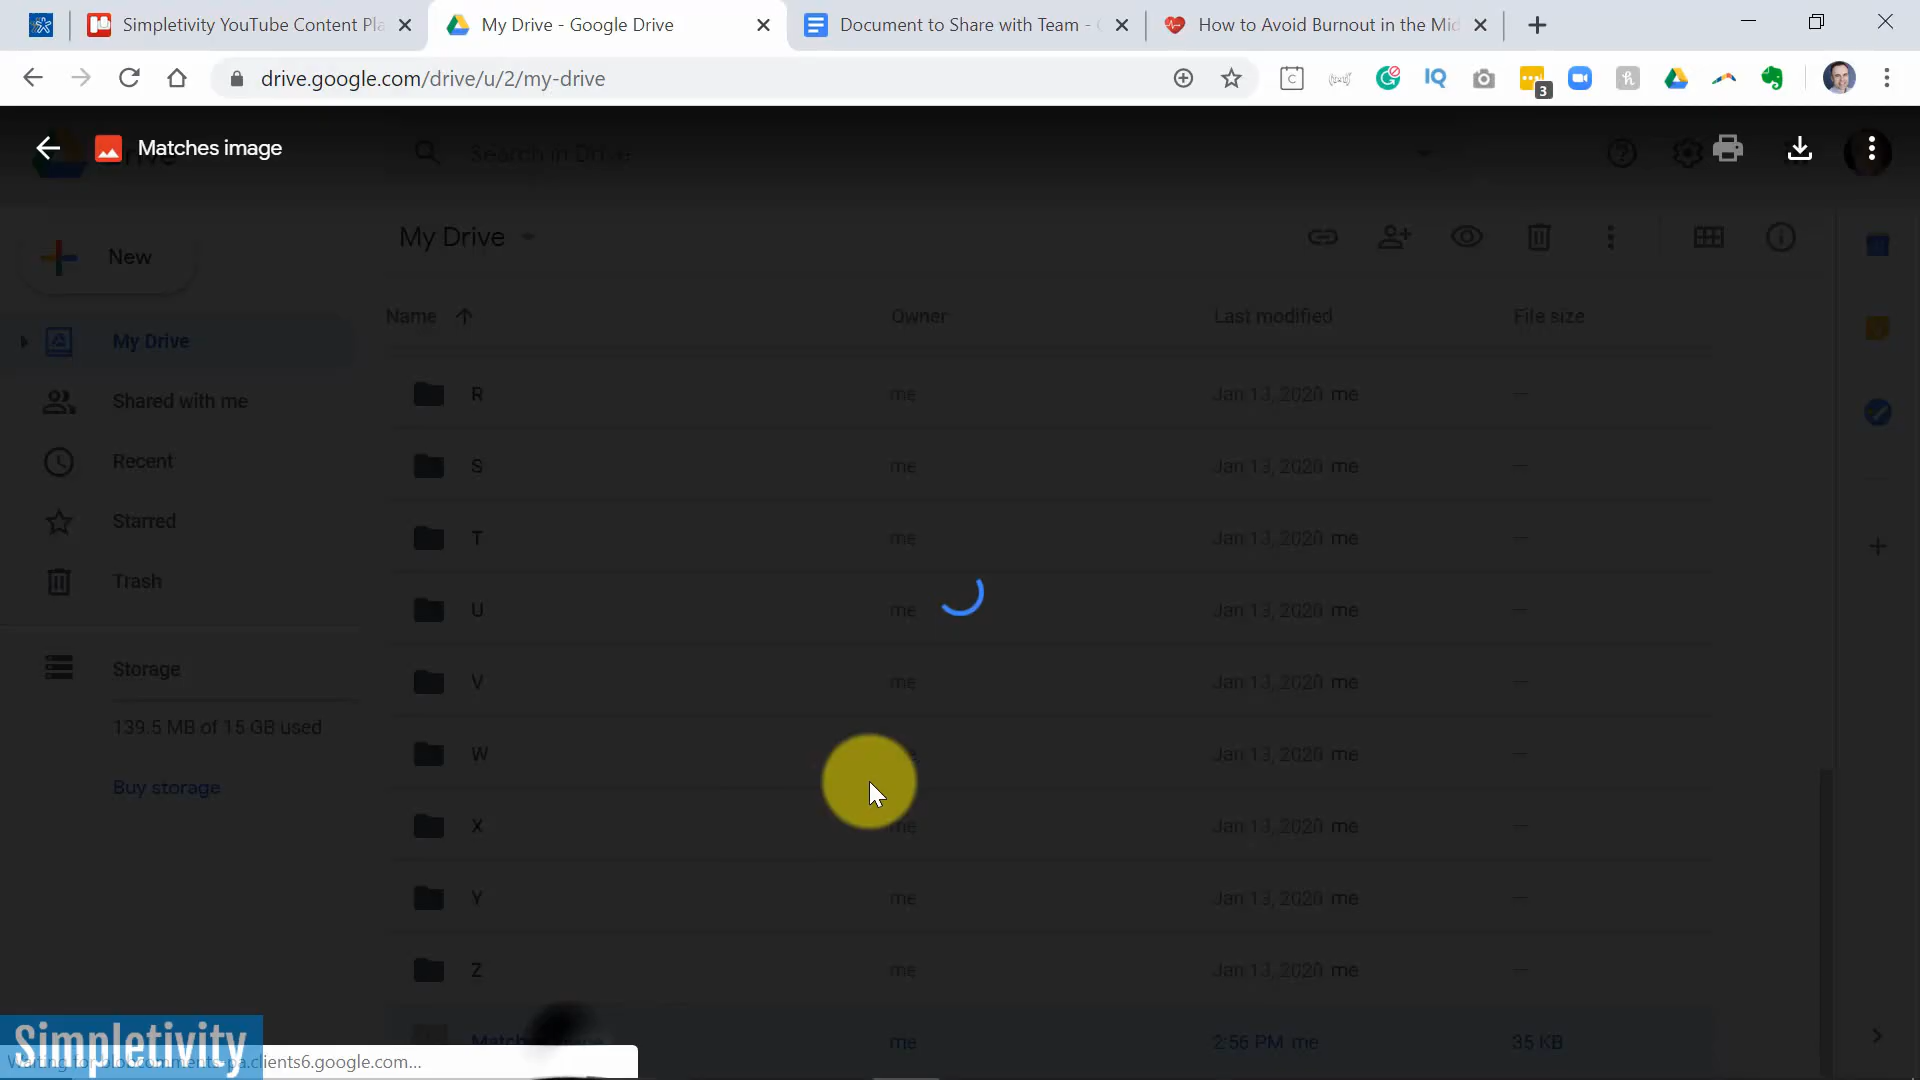 Simpletivity YouTube Content Pla
My Drive - Google Drive
Document to Share with Team -
How to Avoid Burnout in the Mid
drive.google.com/drive/u/2/my-drive
3
Matches image
Search in Drive
New
My Drive
Name
Owner
Last modified
File size
My Drive
Shared with me
Recent
Starred
Trash
Storage
139.5 MB of 15 GB used
Buy storage
R me Jan 13, 2020 me —
S me Jan 13, 2020 me —
T me Jan 13, 2020 me —
U me Jan 13, 2020 me —
V me Jan 13, 2020 me —
W Jan 13, 2020 me —
X me Jan 13, 2020 me —
Y me Jan 13, 2020 me —
Z me Jan 13, 2020 me —
me 2:56 PM me 35 KB
Simpletivity
Waiting for blobcomments-pa.clients6.google.com...